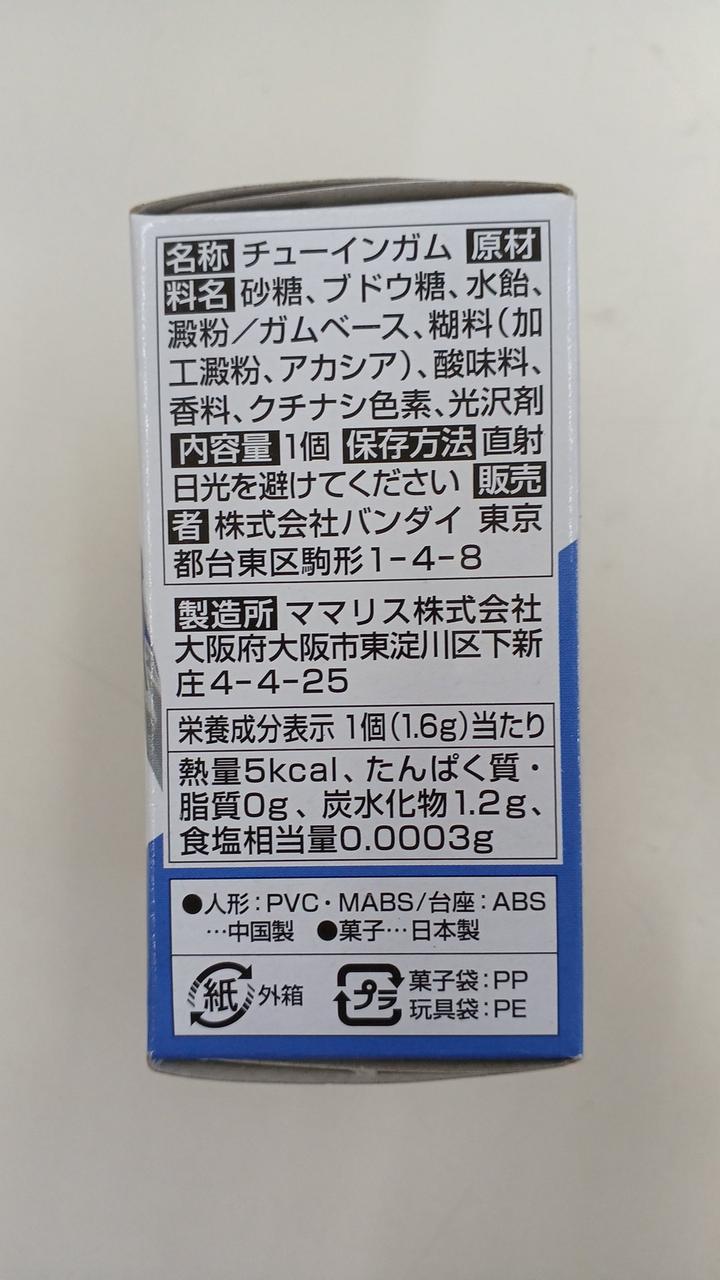 名称 チューインガム 原材
料名 砂糖、ブドウ糖、水飴、
澱粉／ガムベース、糊料(加
工澱粉、アカシア)、酸味料、
香料、クチナシ色素、光沢剤
内容量 1個 保存方法 直射
日光を避けてください 販売
者 株式会社バンダイ 東京
都台東区駒形1-4-8
製造所 ママリス株式会社
大阪府大阪市東淀川区下新
庄4-4-25
栄養成分表示 1個(1.6g)当たり
熱量5kcal、たんぱく質・
脂質0g、炭水化物1.2g、
食塩相当量0.0003g
●人形：PVC・MABS/台座：ABS
…中国製 ●菓子…日本製
紙 外箱
プラ 菓子袋：PP
玩具袋：PE